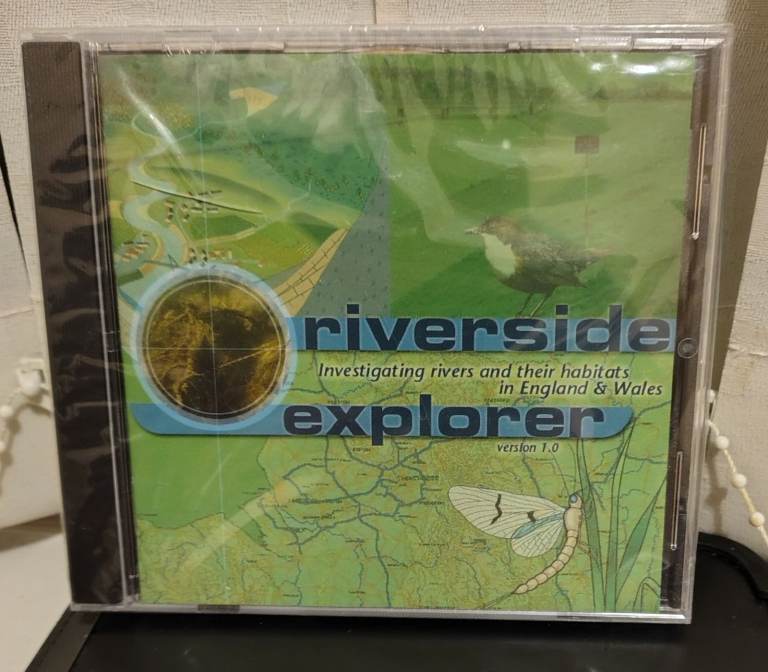 riverside
Investigating rivers and their habitats
in England & Wales
explorer
version 1.0